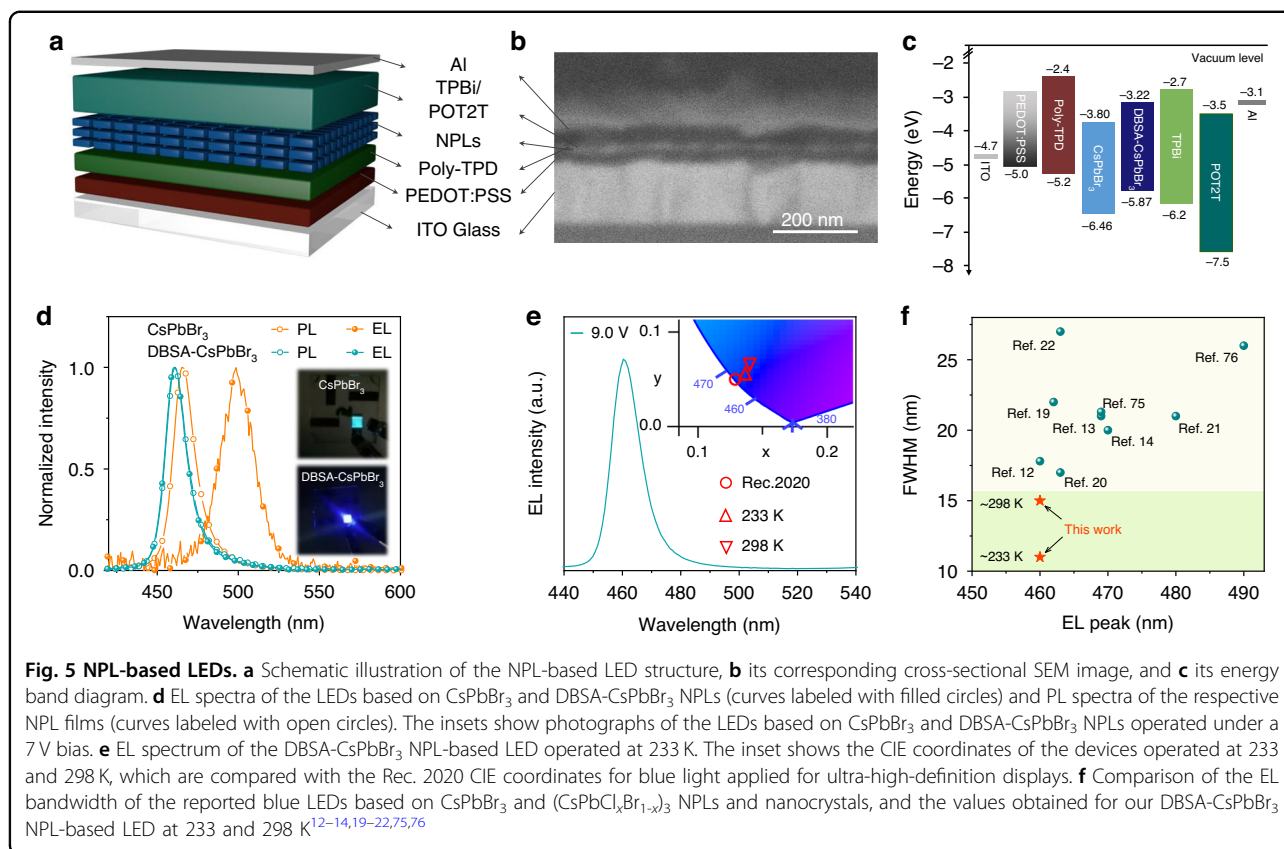 a
Al
TPBi/
POT2T
NPLs
Poly-TPD
PEDOT:PSS
ITO Glass
b
200 nm
c
Vacuum level
Energy (eV)
–2
–3
–4
–5
–6
–7
–8
–4.7
ITO
PEDOT:PSS
–5.0
–2.4
Poly-TPD
–5.2
–3.80
CsPbBr3
–6.46
–3.22
DBSA-CsPbBr3
–5.87
–2.7
TPBi
–6.2
–3.5
POT2T
–7.5
–3.1
Al
d
CsPbBr3 PL EL
DBSA-CsPbBr3 PL EL
CsPbBr3
DBSA-CsPbBr3
Normalized intensity
1.0
0.5
0.0
450 500 550 600
Wavelength (nm)
e
9.0 V
EL intensity (a.u.)
0.1
y
0.0
470
460
380
0.1 x 0.2
Rec.2020
233 K
298 K
440 460 480 500 520 540
Wavelength (nm)
f
FWHM (nm)
25
20
15
10
Ref. 22
Ref. 76
Ref. 19
Ref. 75
Ref. 13
Ref. 14
Ref. 21
Ref. 12
Ref. 20
~298 K
This work
~233 K
450 460 470 480 490
EL peak (nm)
Fig. 5 NPL-based LEDs. a Schematic illustration of the NPL-based LED structure, b its corresponding cross-sectional SEM image, and c its energy
band diagram. d EL spectra of the LEDs based on CsPbBr3 and DBSA-CsPbBr3 NPLs (curves labeled with filled circles) and PL spectra of the respective
NPL films (curves labeled with open circles). The insets show photographs of the LEDs based on CsPbBr3 and DBSA-CsPbBr3 NPLs operated under a
7 V bias. e EL spectrum of the DBSA-CsPbBr3 NPL-based LED operated at 233 K. The inset shows the CIE coordinates of the devices operated at 233
and 298 K, which are compared with the Rec. 2020 CIE coordinates for blue light applied for ultra-high-definition displays. f Comparison of the EL
bandwidth of the reported blue LEDs based on CsPbBr3 and (CsPbClxBr1-x)3 NPLs and nanocrystals, and the values obtained for our DBSA-CsPbBr3
NPL-based LED at 233 and 298 K12–14,19–22,75,76